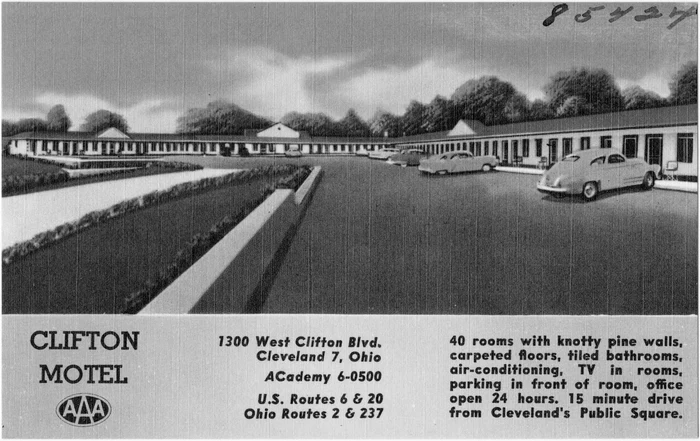 85424
CLIFTON
MOTEL
AAA
1300 West Clifton Blvd.
Cleveland 7, Ohio
ACademy 6-0500
U.S. Routes 6 & 20
Ohio Routes 2 & 237
40 rooms with knotty pine walls,
carpeted floors, tiled bathrooms,
air-conditioning, TV in rooms,
parking in front of room, office
open 24 hours. 15 minute drive
from Cleveland's Public Square.